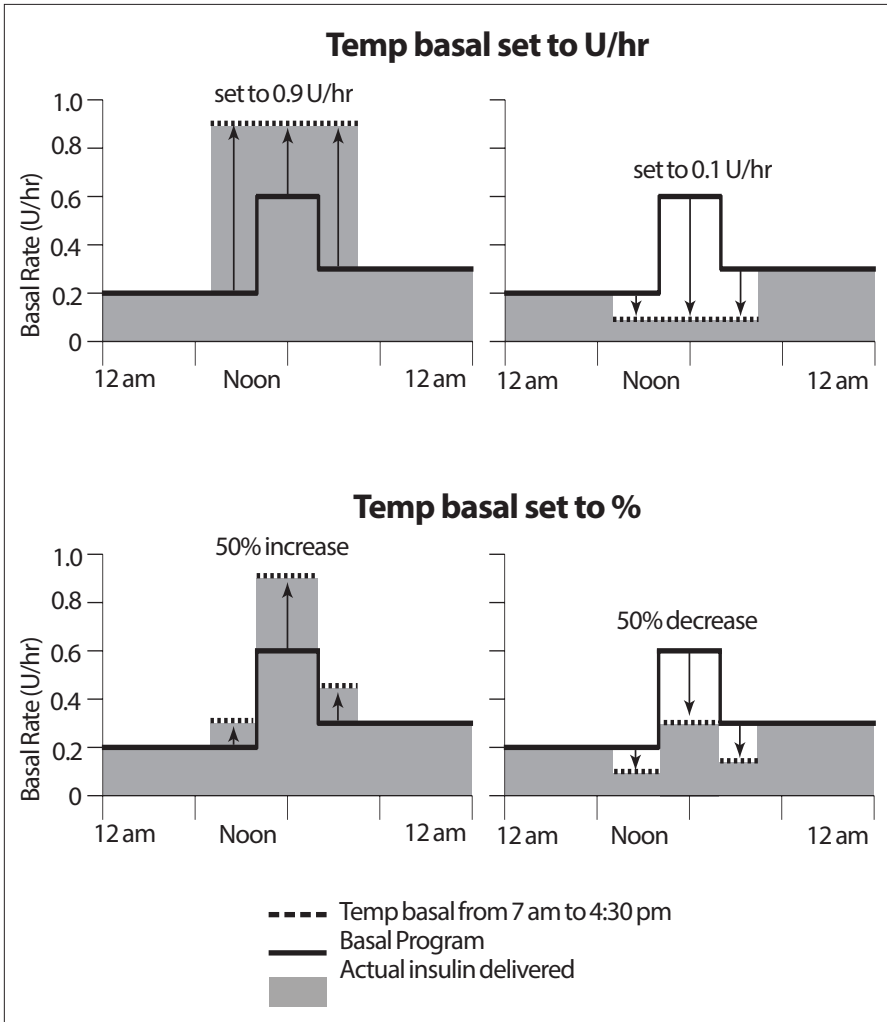 Temp basal set to U/hr
set to 0.9 U/hr
1.0
0.8
0.6
0.4
0.2
0
Basal Rate (U/hr)
12 am Noon 12 am
set to 0.1 U/hr
12 am Noon 12 am
Temp basal set to %
50% increase
1.0
0.8
0.6
0.4
0.2
0
Basal Rate (U/hr)
12 am Noon 12 am
50% decrease
12 am Noon 12 am
Temp basal from 7 am to 4:30 pm
Basal Program
Actual insulin delivered